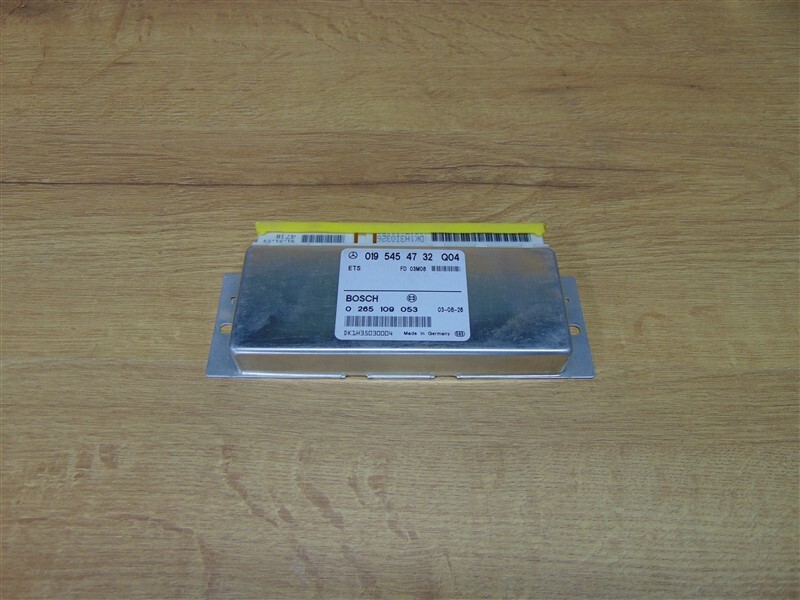 019 545 47 32 Q04
ETS FD 03M08
BOSCH
0 265 109 053 03-08-26
DK1H3S030004 Made in Germany